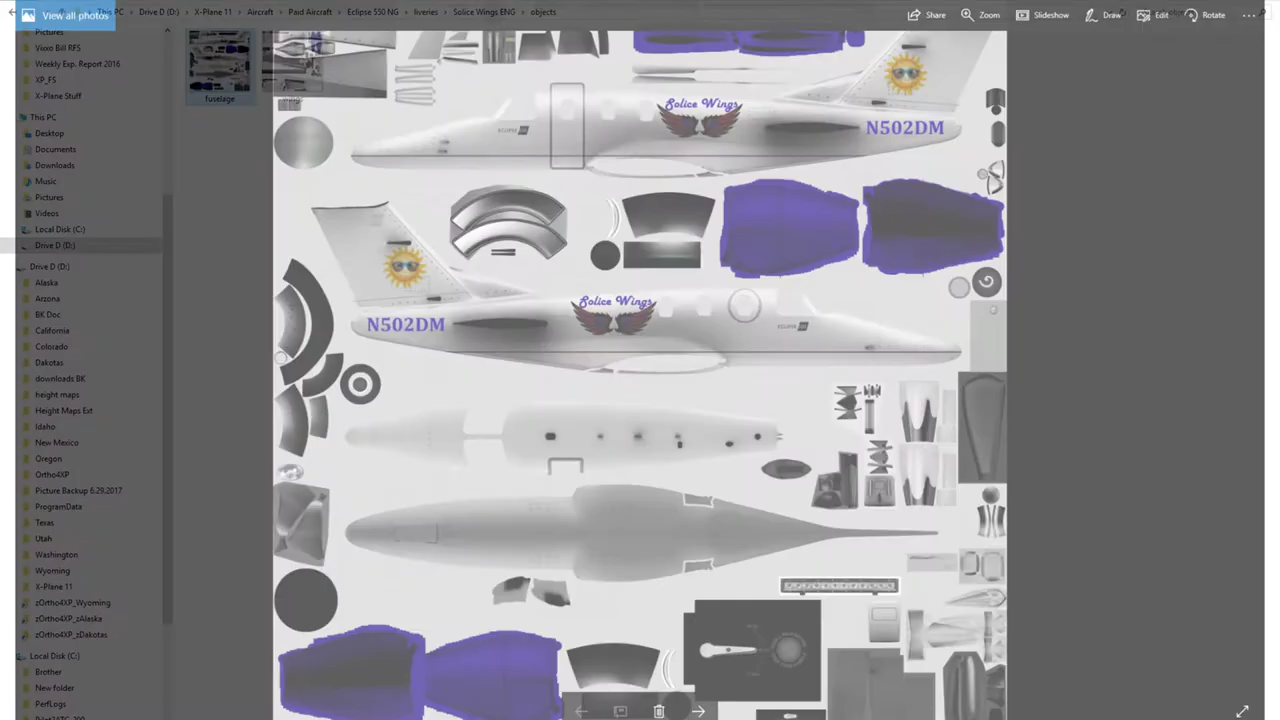 This PC > Drive D (D:) > X-Plane 11 > Aircraft > Paid Aircraft > Eclipse 550 NG > liveries > Solice Wings ENG > objects
View all photos
Share
Zoom
Slideshow
Draw
Edit
Rotate
Pictures
Vixxo Bill RFS
Weekly Exp. Report 2016
XP_FS
X-Plane Stuff
This PC
Desktop
Documents
Downloads
Music
Pictures
Videos
Local Disk (C:)
Drive D (D:)
Drive D (D:)
Alaska
Arzona
BK Doc
California
Colorado
Dakotas
downloads BK
height maps
Height Maps Ext
Idaho
New Mexico
Oregon
Ortho4XP
Picture Backup 6.29.2017
ProgramData
Texas
Utah
Washington
Wyoming
X-Plane 11
zOrtho4XP_Wyoming
zOrtho4XP_zAlaska
zOrtho4XP_zDakotas
Local Disk (C:)
Brother
New folder
PerfLogs
fuselage
Solice Wings
ECLIPSE
N502DM
Solice Wings
N502DM
ECLIPSE